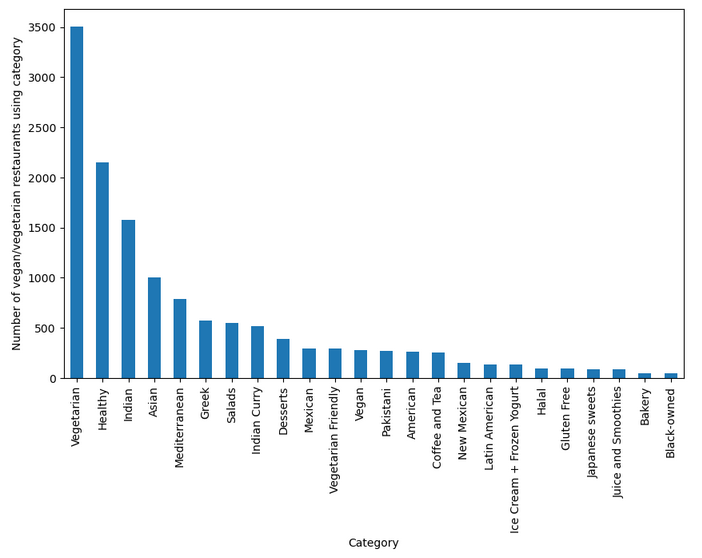 Number of vegan/vegetarian restaurants using category
3500
3000
2500
2000
1500
1000
500
0
Vegetarian
Healthy
Indian
Asian
Mediterranean
Greek
Salads
Indian Curry
Desserts
Mexican
Vegetarian Friendly
Vegan
Pakistani
American
Coffee and Tea
New Mexican
Latin American
Ice Cream + Frozen Yogurt
Halal
Gluten Free
Japanese sweets
Juice and Smoothies
Bakery
Black-owned
Category